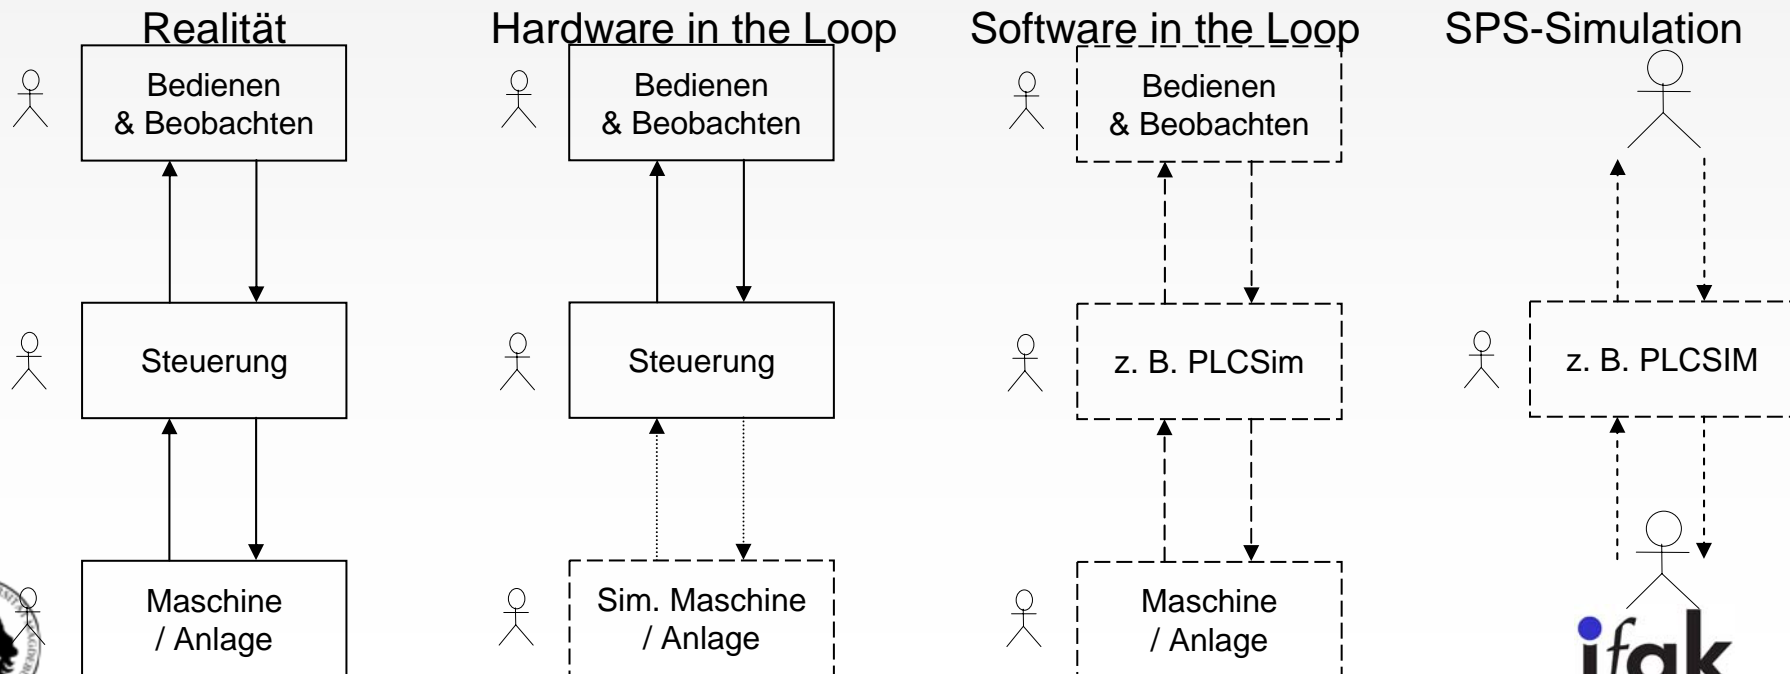 Realität
Hardware in the Loop
Software in the Loop
SPS-Simulation
Bedienen
& Beobachten
Bedienen
& Beobachten
Bedienen
& Beobachten
Steuerung
Steuerung
z. B. PLCSim
z. B. PLCSIM
Maschine
/ Anlage
Sim. Maschine
/ Anlage
Maschine
/ Anlage
ifak